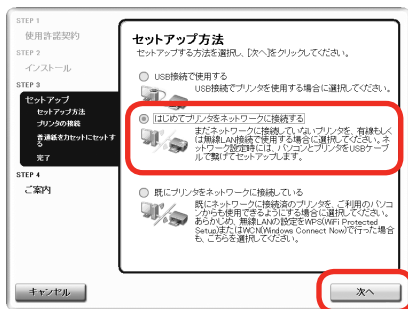 STEP 1
使用許諾契約
STEP 2
インストール
STEP 3
セットアップ
セットアップ方法
プリンタの接続
普通紙を力セットにセットす
る
完了
STEP 4
ご案内
キャンセル
セットアップ方法
セットアップする方法を選択し、[次へ]をクリックしてください。
USB接続で使用する
USB接続でプリンタを使用する場合に選択してください。
はじめてプリンタをネットワークに接続する
まだネットワークに接続していないプリンタを、有線もしく
は無線LAN接続で使用する場合に選択してください。ネ
ットワーク設定時には、パソコンとプリンタをUSBケーブ
ルで繋げてセットアップします。
既にプリンタをネットワークに接続している
既にネットワークに接続済のプリンタを、ご利用のパソコ
ンからも使用できるようにする場合に選択してください。
あらかじめ、無線LANの設定をWPS(WiFi Protected
Setup)またはWCN(Windows Connect Now)で行った場合
も、こちらを選択してください。
次へ